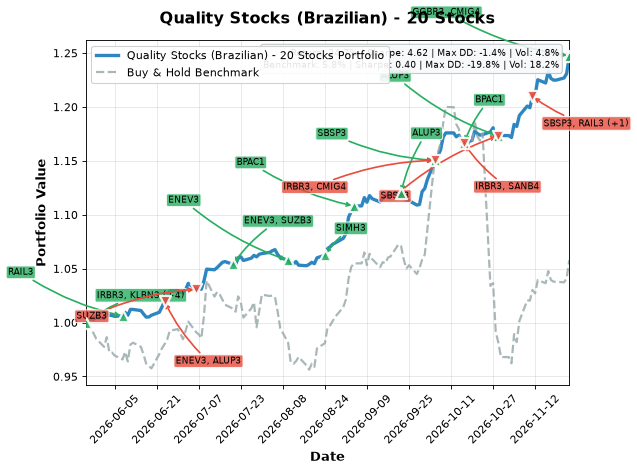 Quality Stocks (Brazilian) - 20 Stocks
GGBR3, CMIG4
Quality Stocks (Brazilian) - 20 Stocks Portfolio
Buy & Hold Benchmark
4.62 | Max DD: -1.4% | Vol: 4.8%
0.40 | Max DD: -19.8% | Vol: 18.2%
BPAC1
SBSP3, RAIL3 (+1)
SBSP3
ALUP3
BPAC1
IRBR3, CMIG4
IRBR3, SANB4
ENEV3
ENEV3, SUZB3
SIMH3
RAIL3
SUZB3
ENEV3, ALUP3
Portfolio Value
1.25
1.20
1.15
1.10
1.05
1.00
0.95
2026-06-05
2026-06-21
2026-07-07
2026-07-23
2026-08-08
2026-08-24
2026-09-09
2026-09-25
2026-10-11
2026-10-27
2026-11-12
Date